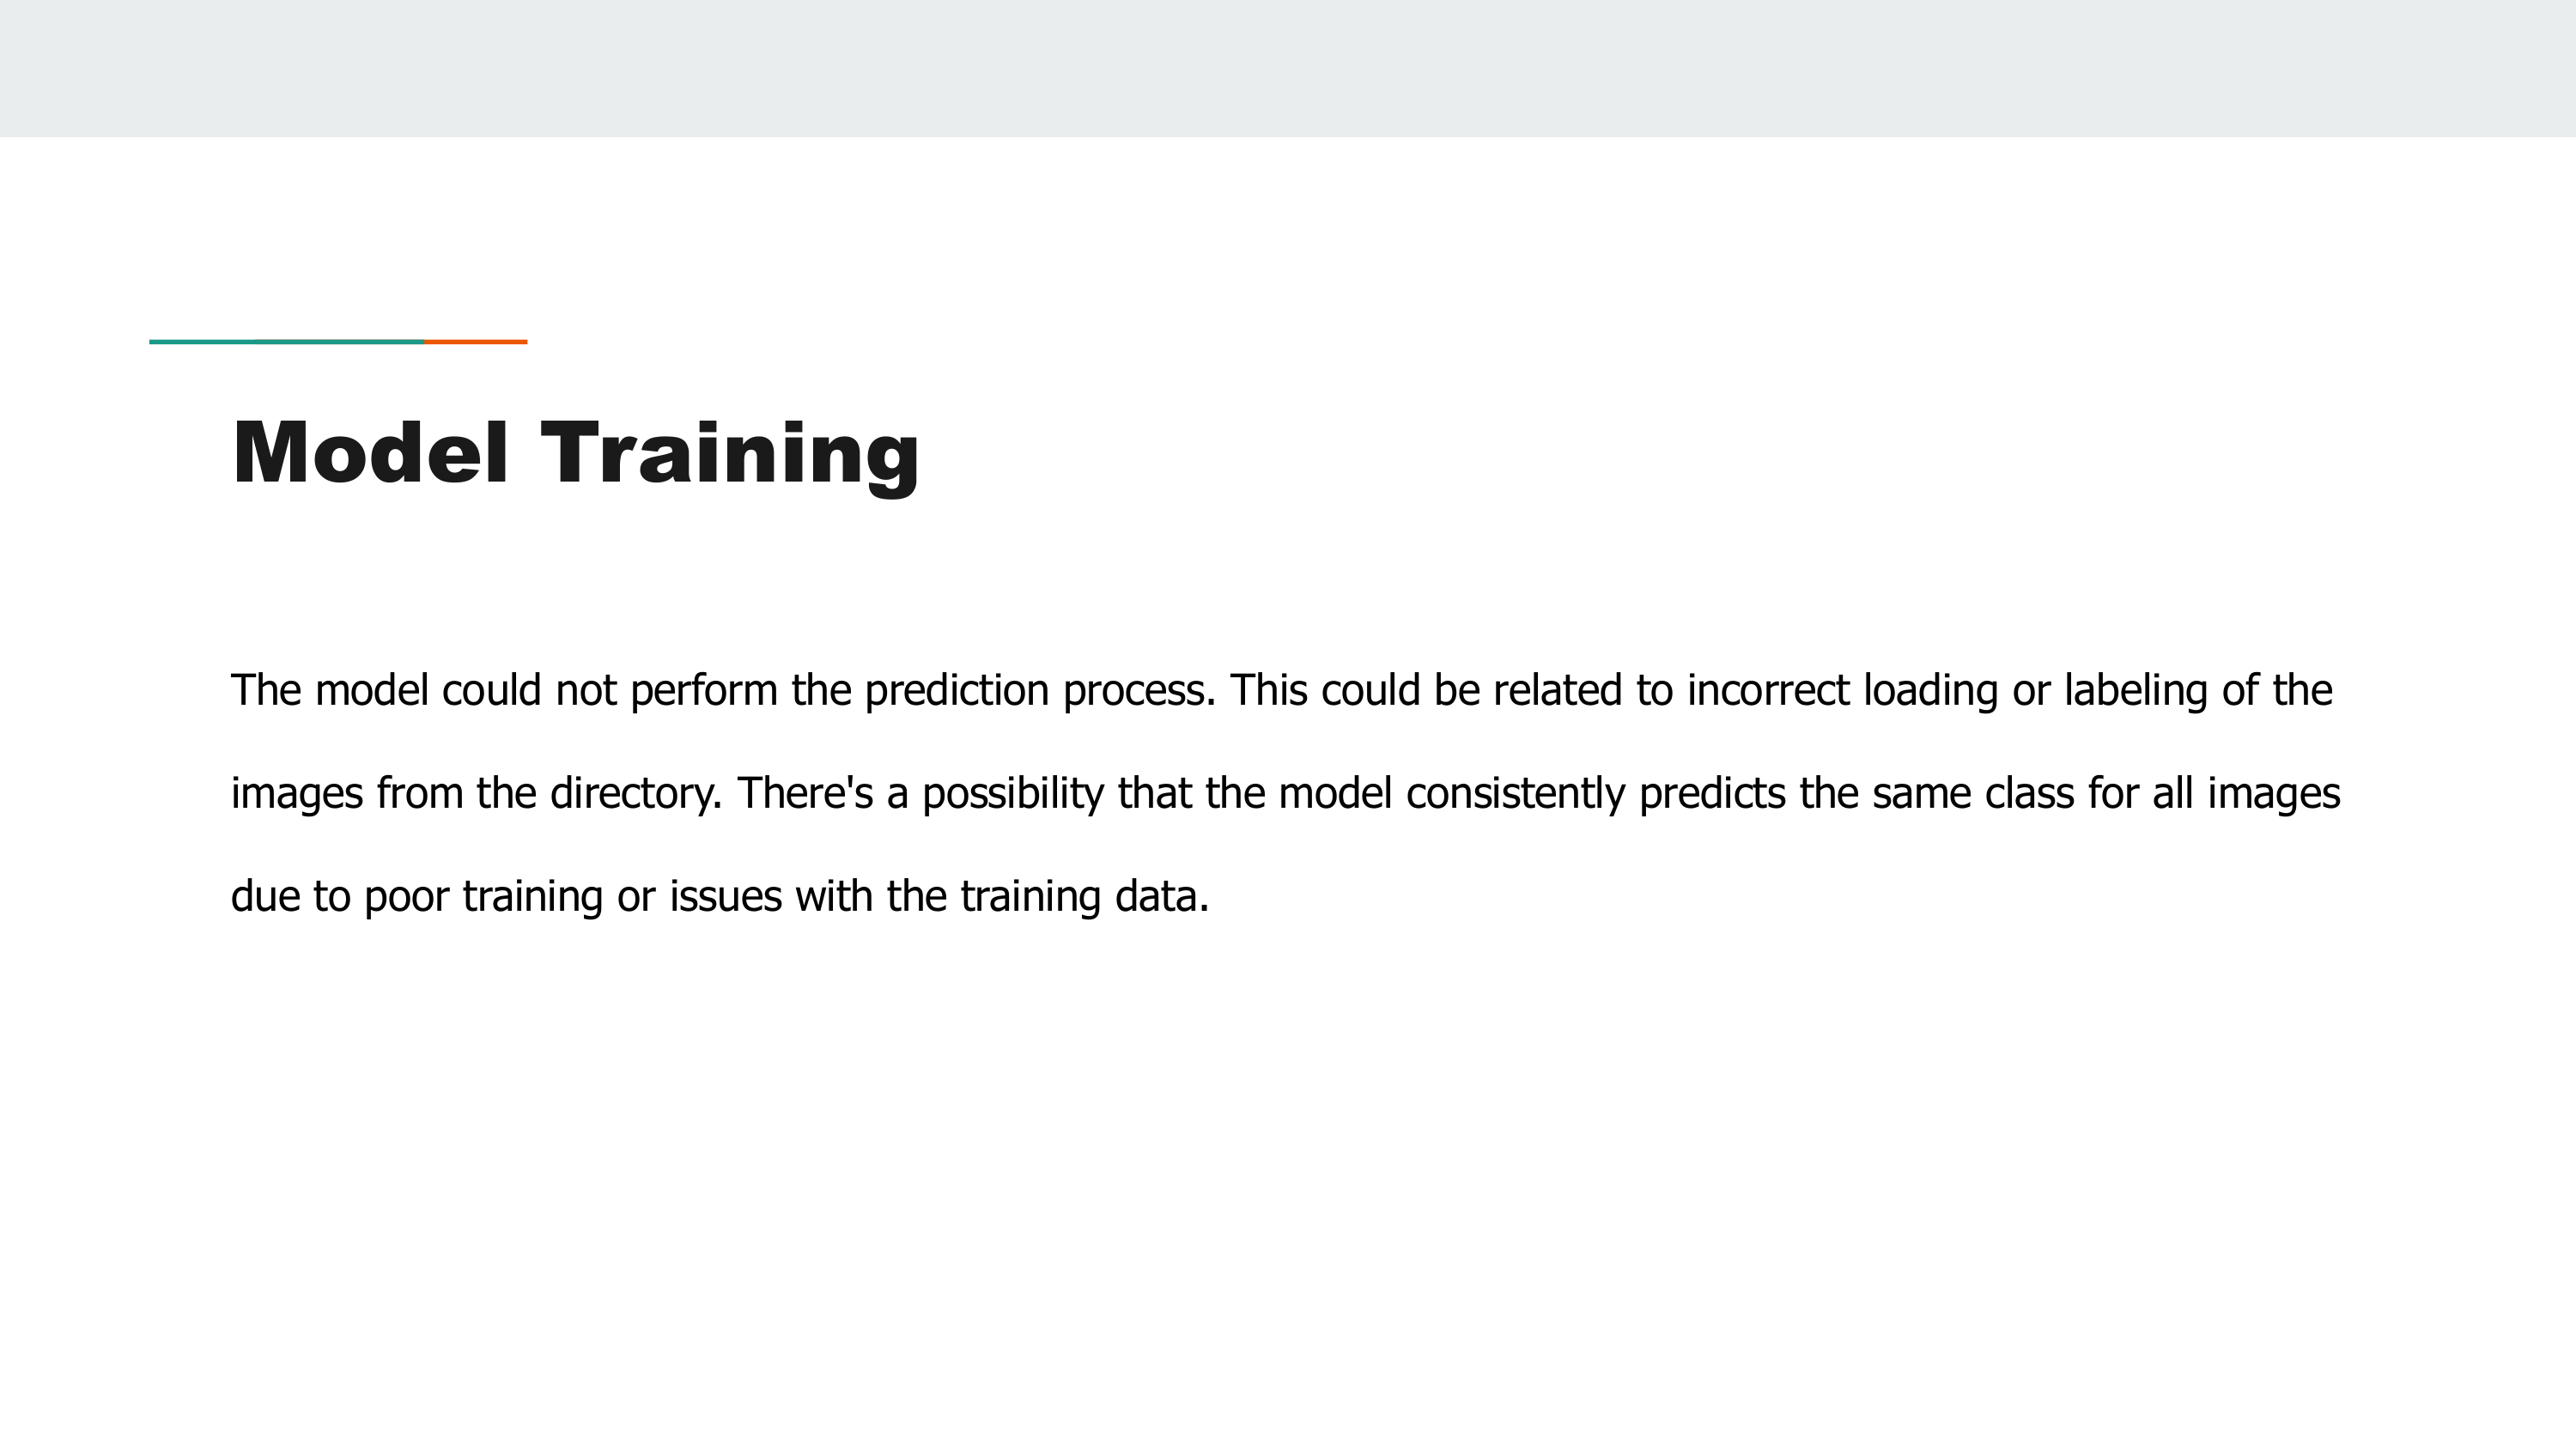 Model Training
The model could not perform the prediction process. This could be related to incorrect loading or labeling of the
images from the directory. There's a possibility that the model consistently predicts the same class for all images
due to poor training or issues with the training data.